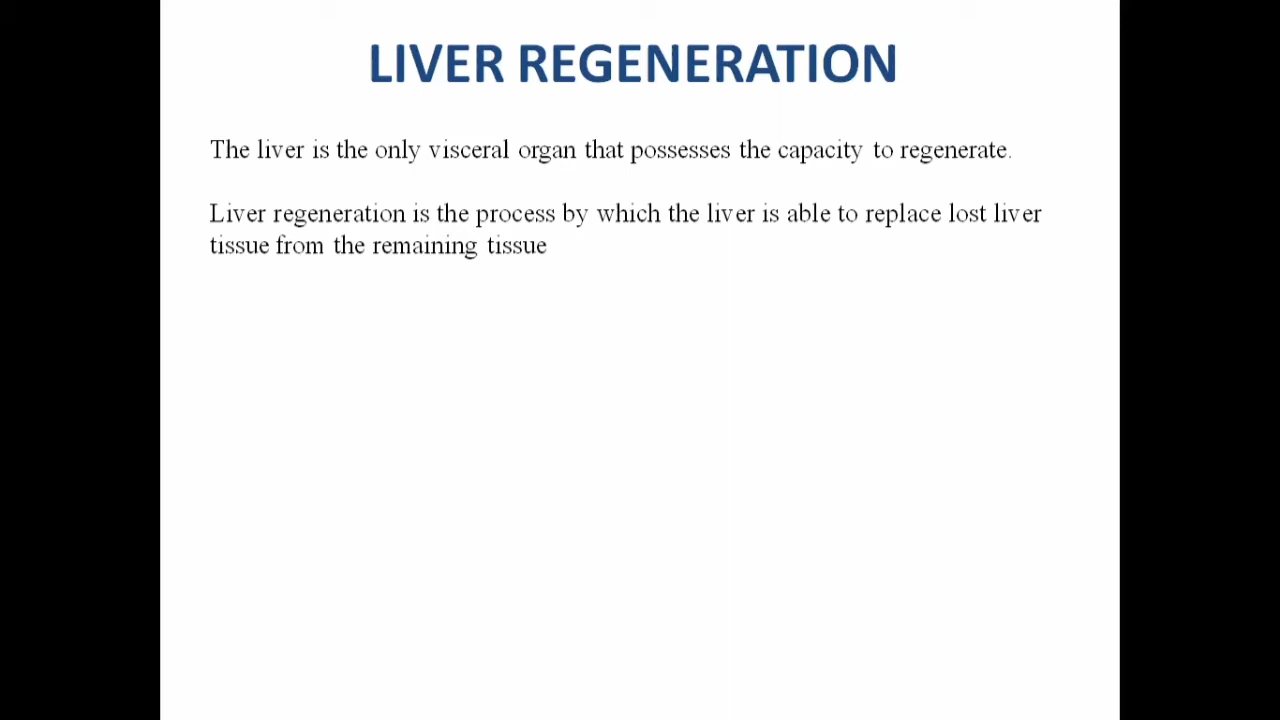 LIVER REGENERATION
The liver is the only visceral organ that possesses the capacity to regenerate.
Liver regeneration is the process by which the liver is able to replace lost liver
tissue from the remaining tissue